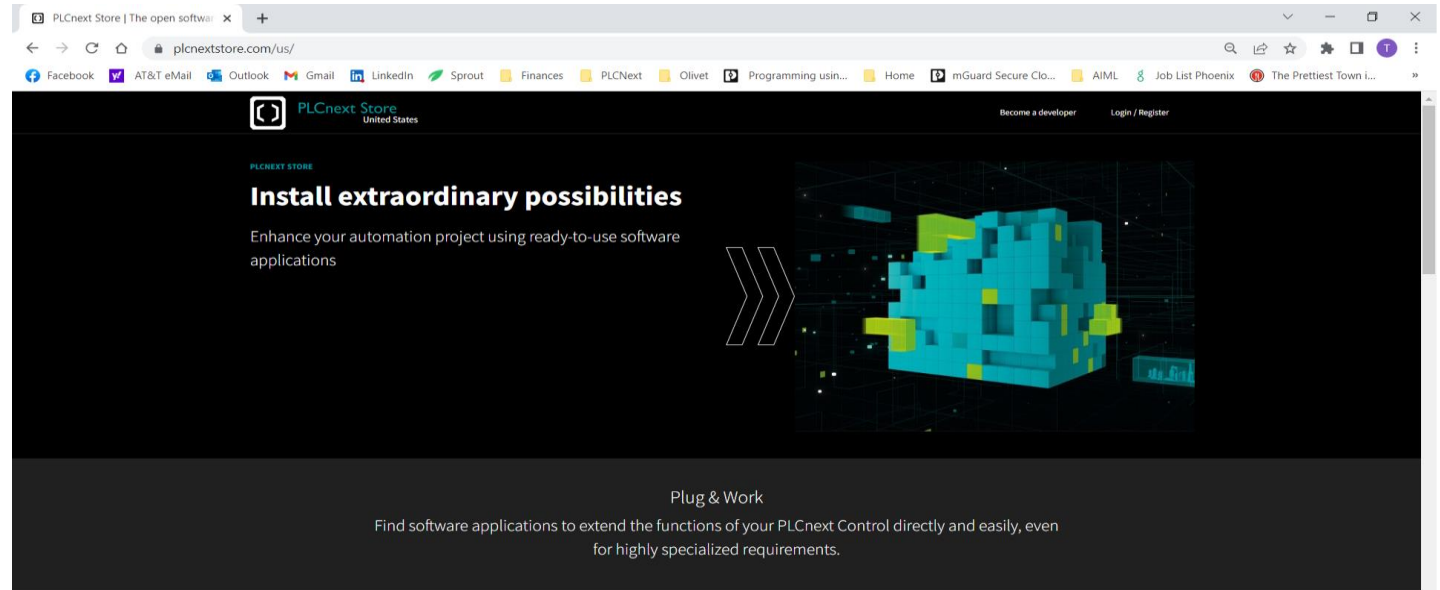 PLCnext Store | The open softwar
plcnextstore.com/us/
Facebook AT&T eMail Outlook Gmail LinkedIn Sprout Finances PLCNext Olivet Programming usin... Home mGuard Secure Clo... AIML Job List Phoenix The Prettiest Town i... »
PLCnext Store
United States
Become a developer Login / Register
PLCNEXT STORE
Install extraordinary possibilities
Enhance your automation project using ready-to-use software
applications
Plug & Work
Find software applications to extend the functions of your PLCnext Control directly and easily, even
for highly specialized requirements.